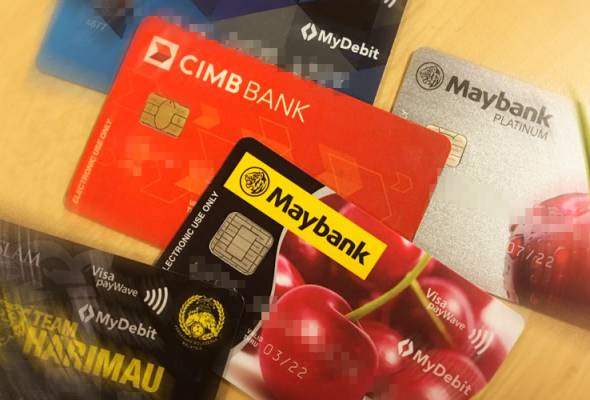 MyDebit
CIMB BANK
ELECTRONIC USE ONLY
Maybank
PLATINUM
07/22
Maybank
ELECTRONIC USE ONLY
Visa
payWave
MyDebit
03/22
Visa
payWave
MyDebit
TEAM
HARIMAU